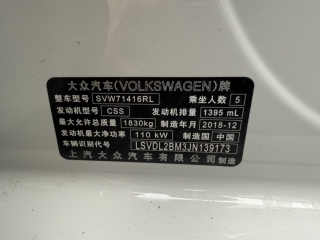 大众汽车(VOLKSWAGEN)牌
整车型号 SVW71416RL 乘坐人数 5
发动机型号 CSS 发动机排量 1395 mL
最大允许总质量 1830kg 制造年月 2018-12
发动机最大净功率 110 kW 制造国 中国
车辆识别代号 LSVDL2BM3JN139173
上汽大众汽车有限公司制造